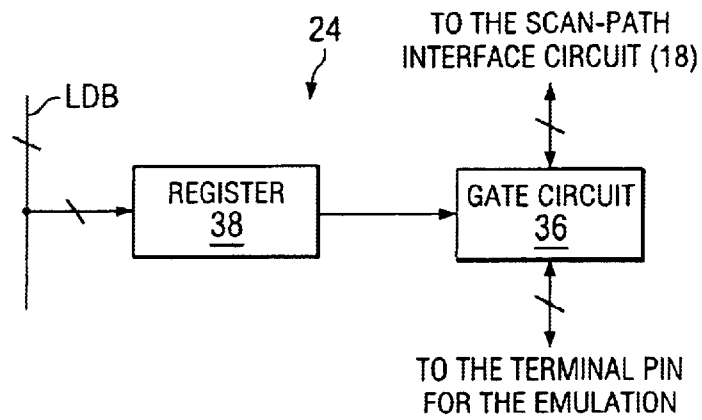 24
TO THE SCAN-PATH
INTERFACE CIRCUIT (18)
LDB
REGISTER
38
GATE CIRCUIT
36
TO THE TERMINAL PIN
FOR THE EMULATION